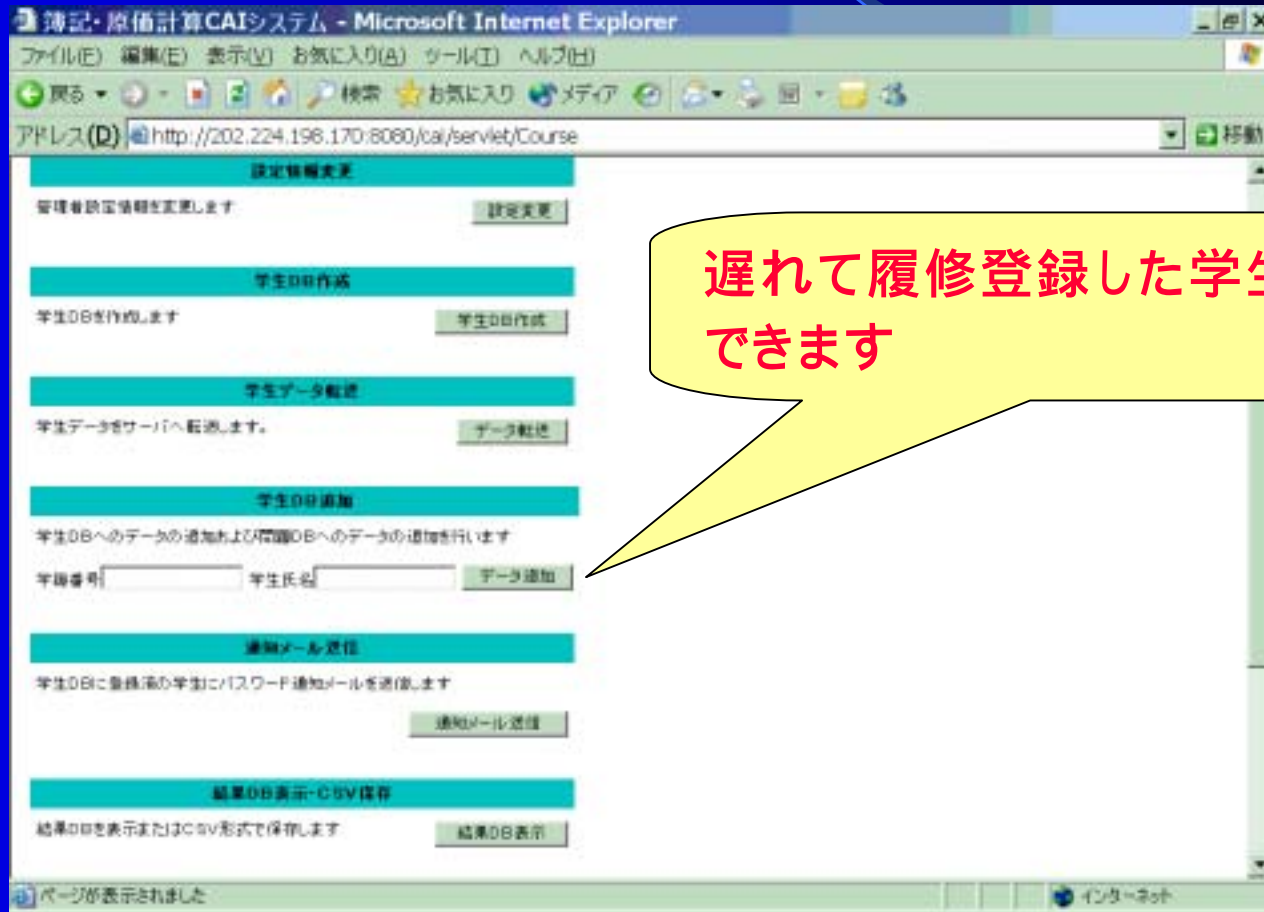 簿記・原価計算CAIシステム - Microsoft Internet Explorer
ファイル(F) 編集(E) 表示(V) お気に入り(A) ツール(T) ヘルプ(H)
戻る 検索 お気に入り メディア
アドレス(D) http://202.224.198.170:8080/cai/servlet/Course 移動
設定情報変更
管理者設定情報を変更します 設定変更
遅れて履修登録した学生
できます
学生DB作成
学生DBを作成します 学生DB作成
学生データ転送
学生データをサーバへ転送します。 データ転送
学生DB追加
学生DBへのデータの追加および問題DBへのデータの追加を行います
学籍番号 学生氏名 データ追加
通知メール送信
学生DBに登録済の学生にパスワード通知メールを送信します
通知メール送信
結果DB表示・CSV保存
結果DBを表示またはCSV形式で保存します 結果DB表示
ページが表示されました インターネット